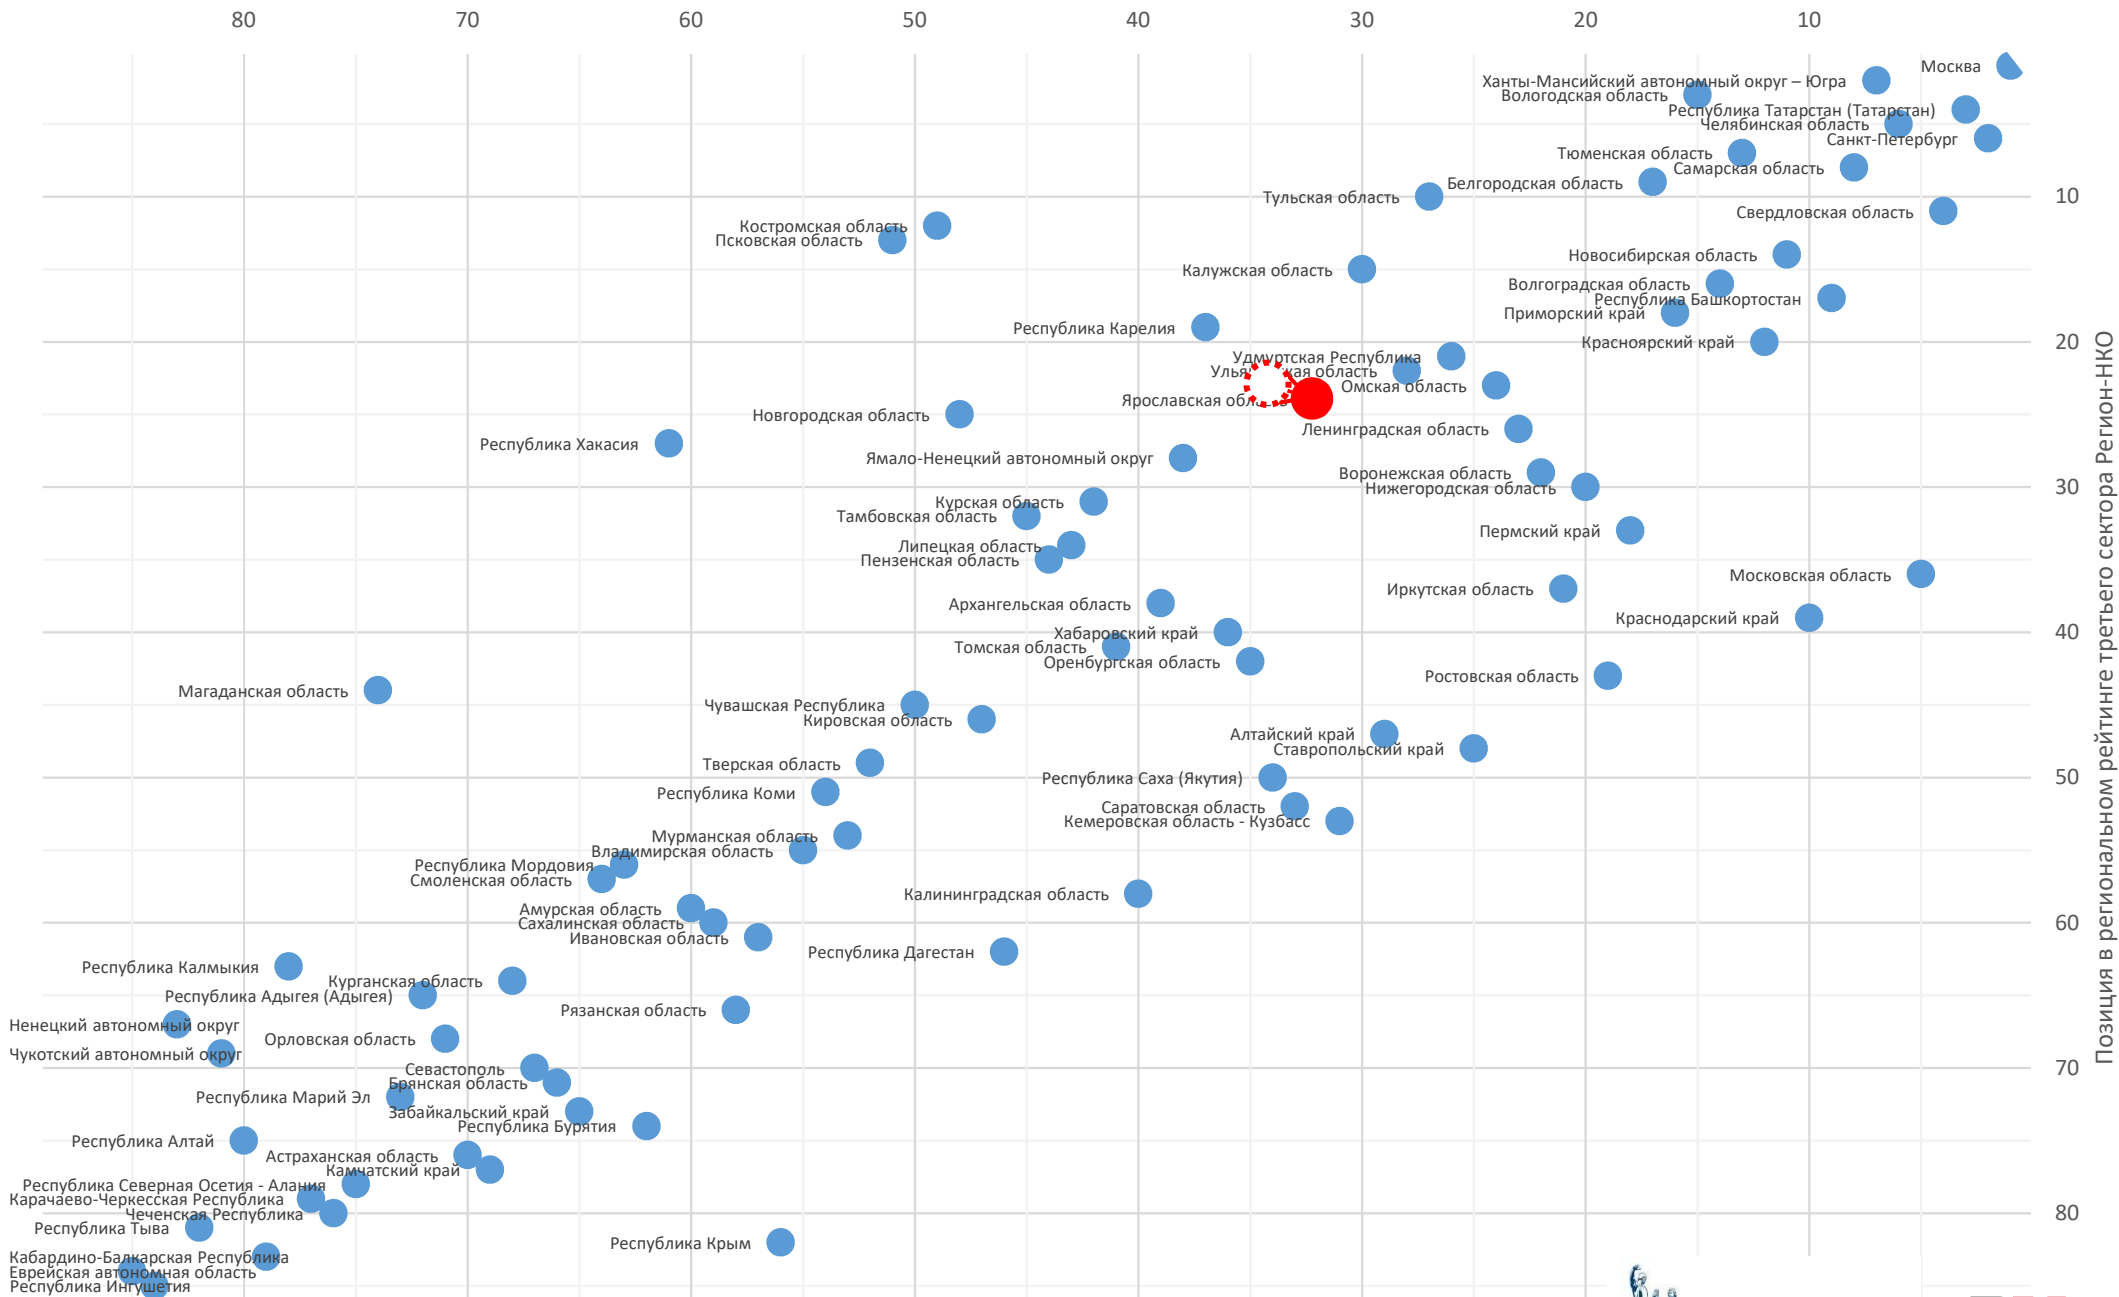 80 70 60 50 40 30 20 10
Москва
Ханты-Мансийский автономный округ – Югра
Вологодская область
Республика Татарстан (Татарстан)
Челябинская область
Санкт-Петербург
Тюменская область
Самарская область
Белгородская область
Тульская область
10
Свердловская область
Костромская область
Псковская область
Новосибирская область
Калужская область
Волгоградская область
Республика Башкортостан
Приморский край
Республика Карелия
Красноярский край
20
Удмуртская Республика
область
Омская область
Ярославская
Новгородская область
Ленинградская область
Республика Хакасия
Ямало-Ненецкий автономный округ
Воронежская область
Нижегородская область
30
Курская область
Тамбовская область
Пермский край
Липецкая область
Пензенская область
Московская область
Иркутская область
Архангельская область
Краснодарский край
Хабаровский край
40
Томская область
Оренбургская область
Ростовская область
Магаданская область
Чувашская Республика
Кировская область
Алтайский край
Ставропольский край
Тверская область
Республика Саха (Якутия)
50
Республика Коми
Саратовская область
Кемеровская область - Кузбасс
Мурманская область
Владимирская область
Республика Мордовия
Смоленская область
Калининградская область
Амурская область
Сахалинская область
60
Ивановская область
Республика Дагестан
Республика Калмыкия
Курганская область
Республика Адыгея (Адыгея)
Рязанская область
Ненецкий автономный округ
Орловская область
Чукотский автономный округ
Севастополь
70
Брянская область
Республика Марий Эл
Забайкальский край
Республика Бурятия
Республика Алтай
Астраханская область
Камчатский край
Республика Северная Осетия - Алания
Карачаево-Черкесская Республика
Чеченская Республика
80
Республика Тыва
Республика Крым
Кабардино-Балкарская Республика
Еврейская автономная область
Республика Ингушетия
Позиция в региональном рейтинге третьего сектора Регион-НКО